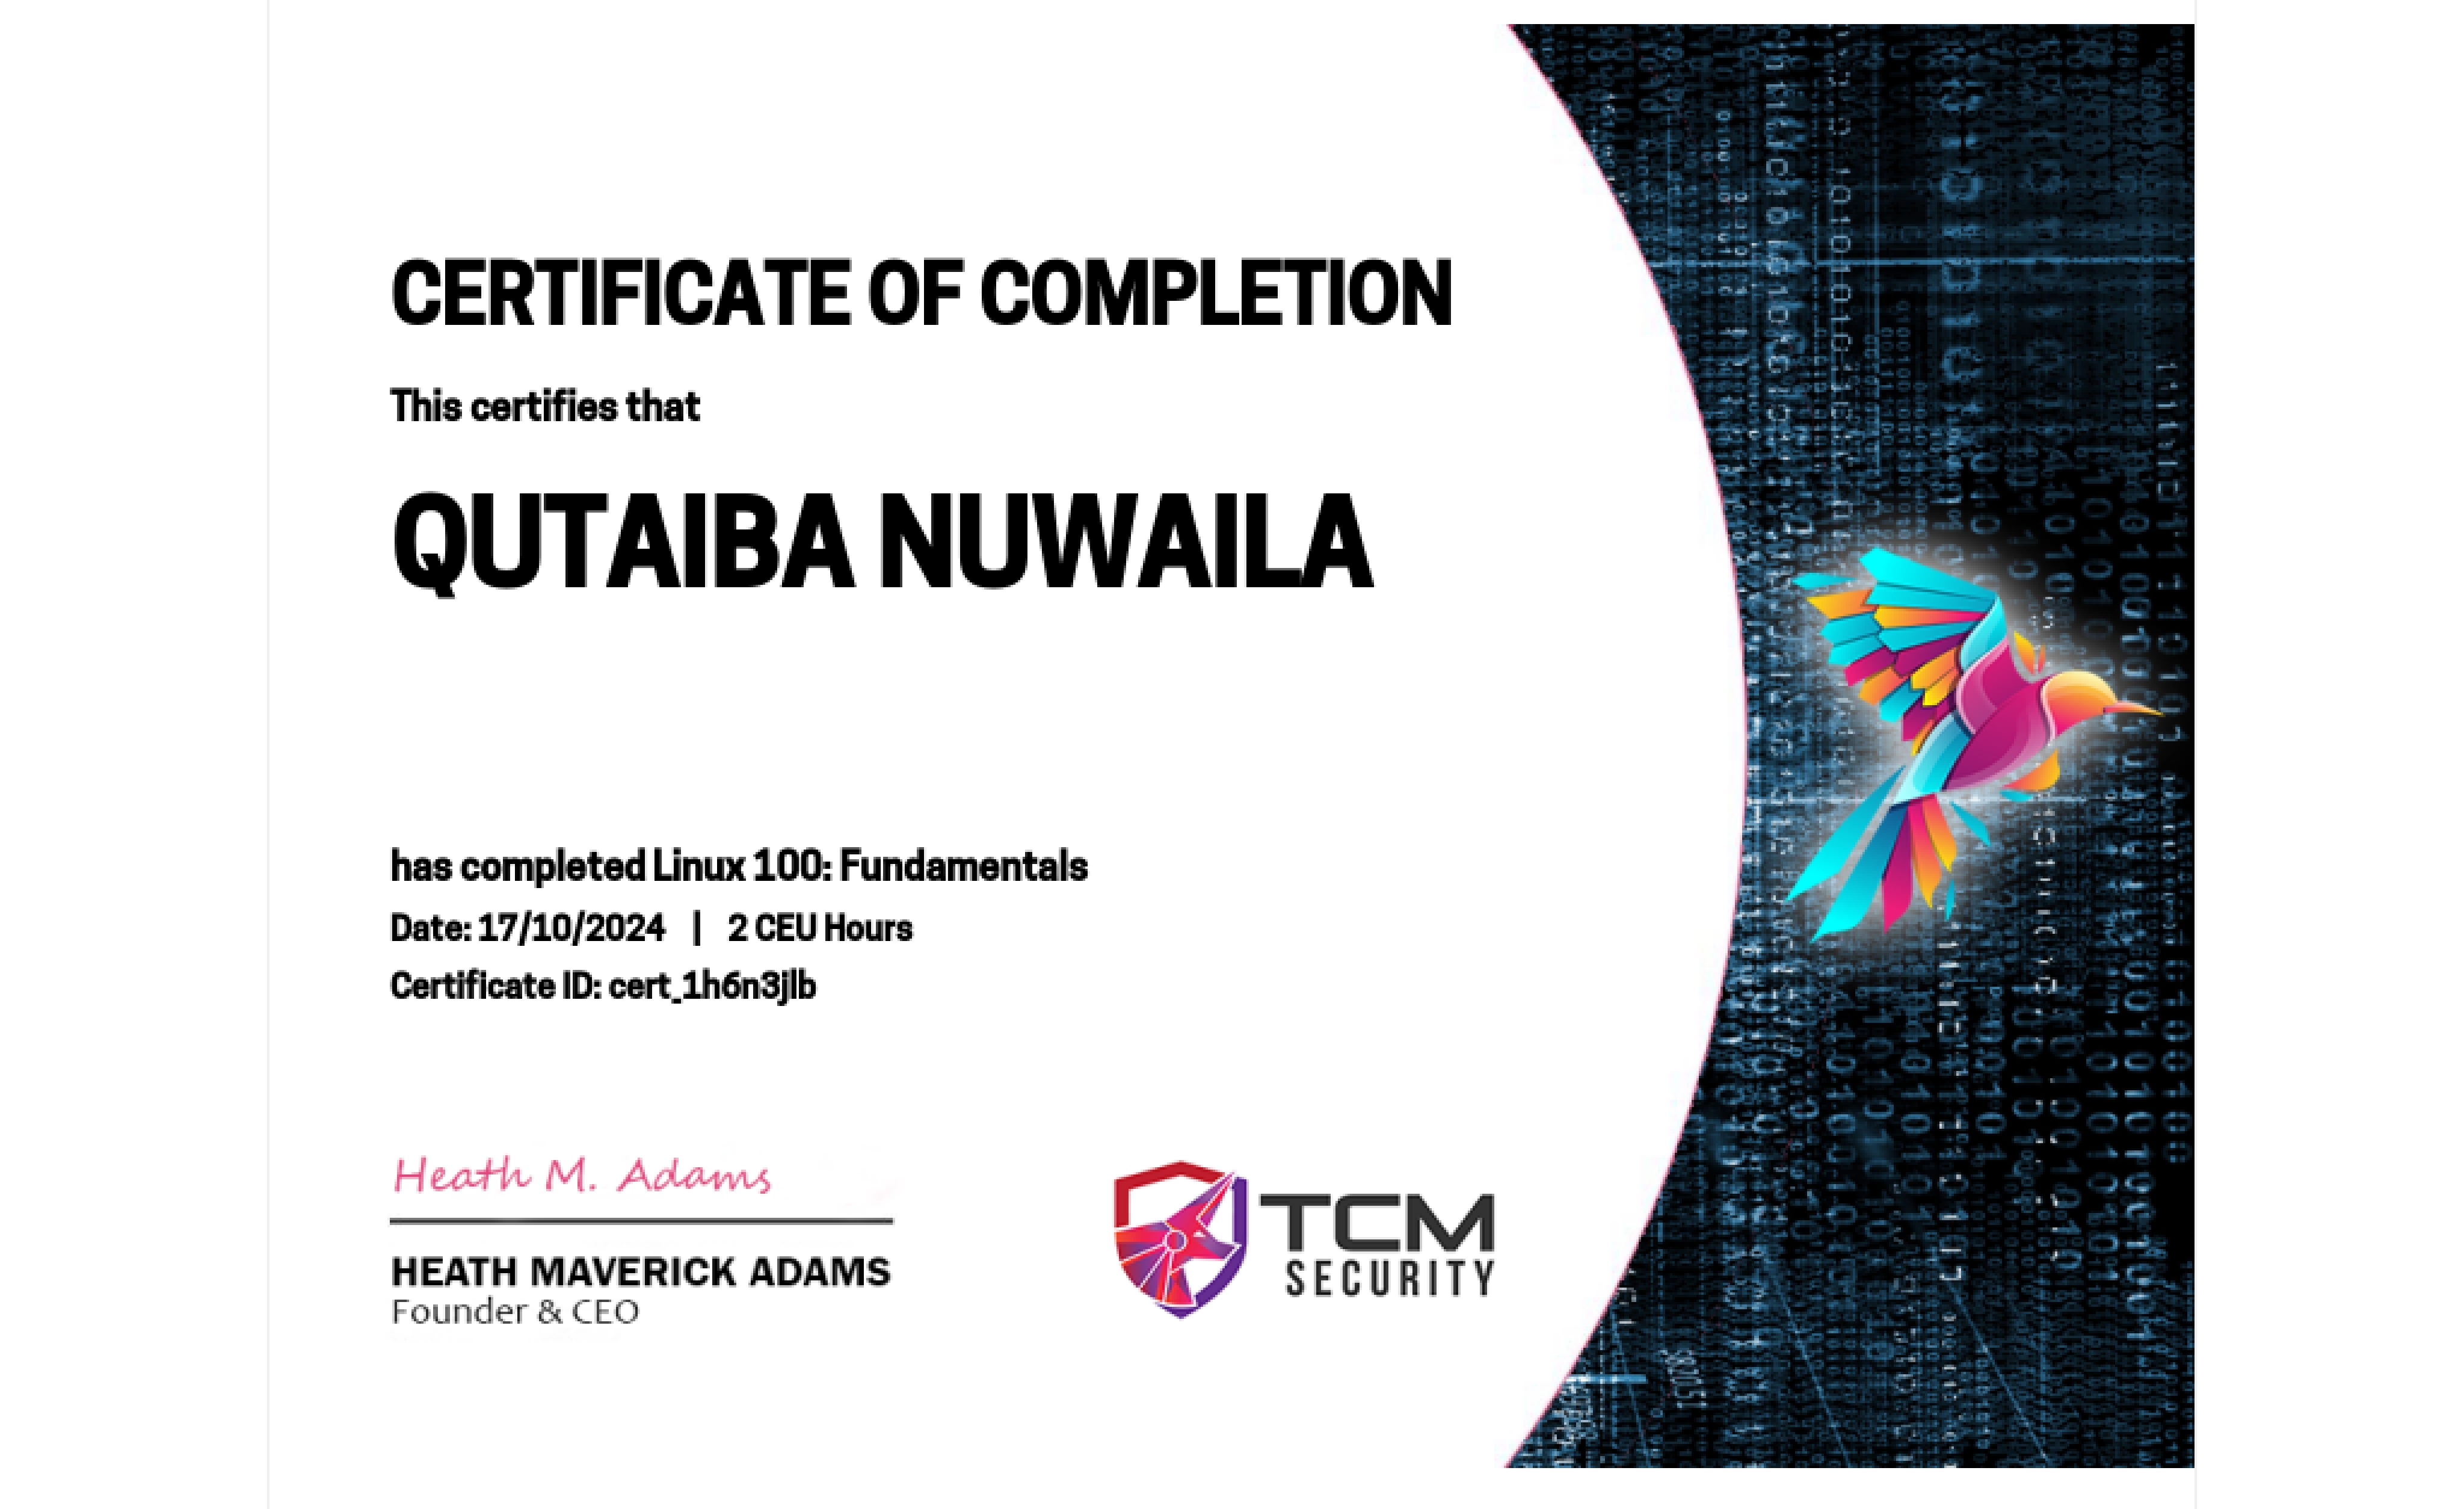 CERTIFICATE OF COMPLETION
This certifies that
QUTAIBA NUWAILA
has completed Linux 100: Fundamentals
Date: 17/10/2024 | 2 CEU Hours
Certificate ID: cert_1h6n3jlb
Heath M. Adams
HEATH MAVERICK ADAMS
Founder & CEO
TCM
SECURITY